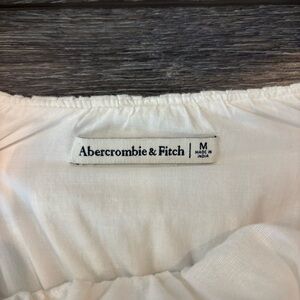 Abercrombie & Fitch | M
MADE IN
INDIA